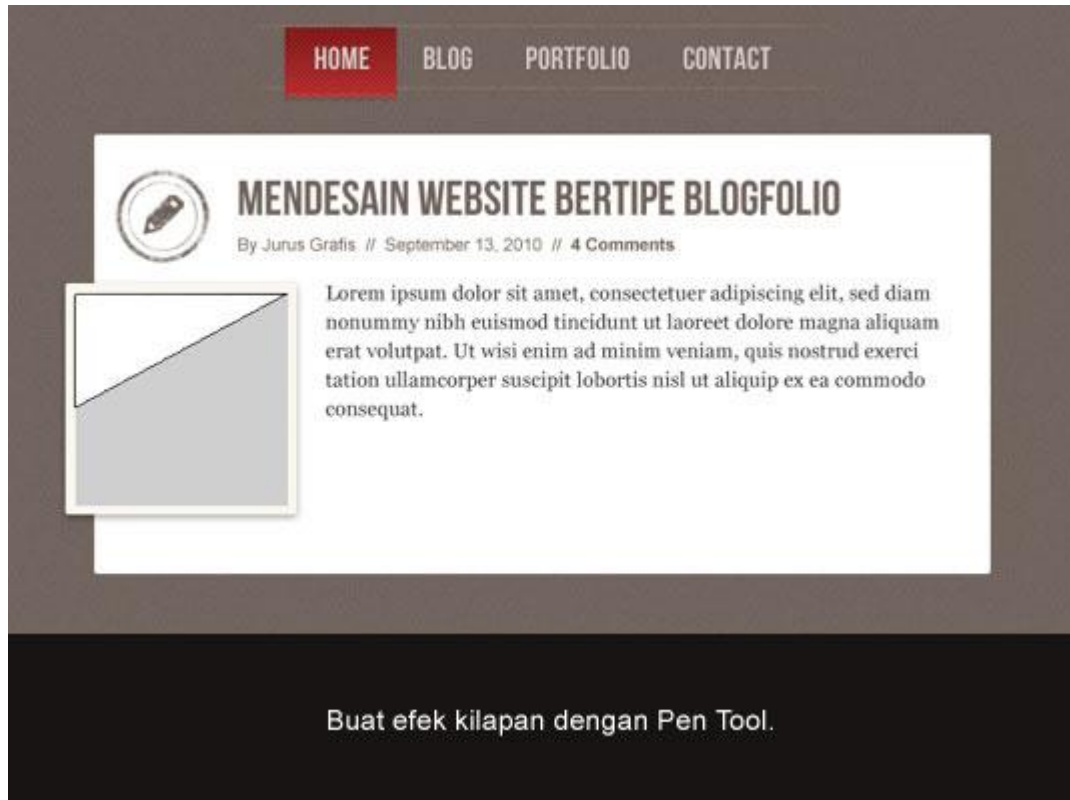 HOME BLOG PORTFOLIO CONTACT
MENDESAIN WEBSITE BERTIPE BLOGFOLIO
By Jurus Grafis // September 13, 2010 // 4 Comments
Lorem ipsum dolor sit amet, consectetuer adipiscing elit, sed diam
nonummy nibh euismod tincidunt ut laoreet dolore magna aliquam
erat volutpat. Ut wisi enim ad minim veniam, quis nostrud exerci
tation ullamcorper suscipit lobortis nisl ut aliquip ex ea commodo
consequat.
Buat efek kilapan dengan Pen Tool.